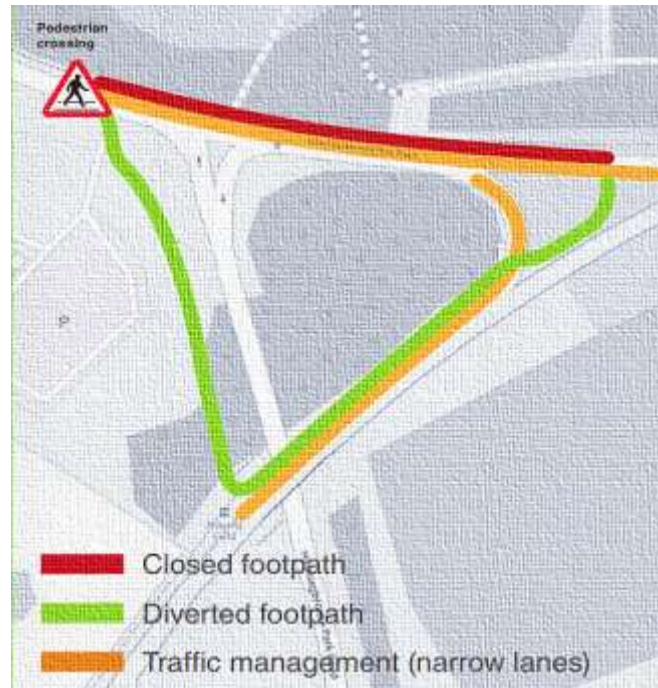 Pedestrian
crossing
Closed footpath
Diverted footpath
Traffic management (narrow lanes)